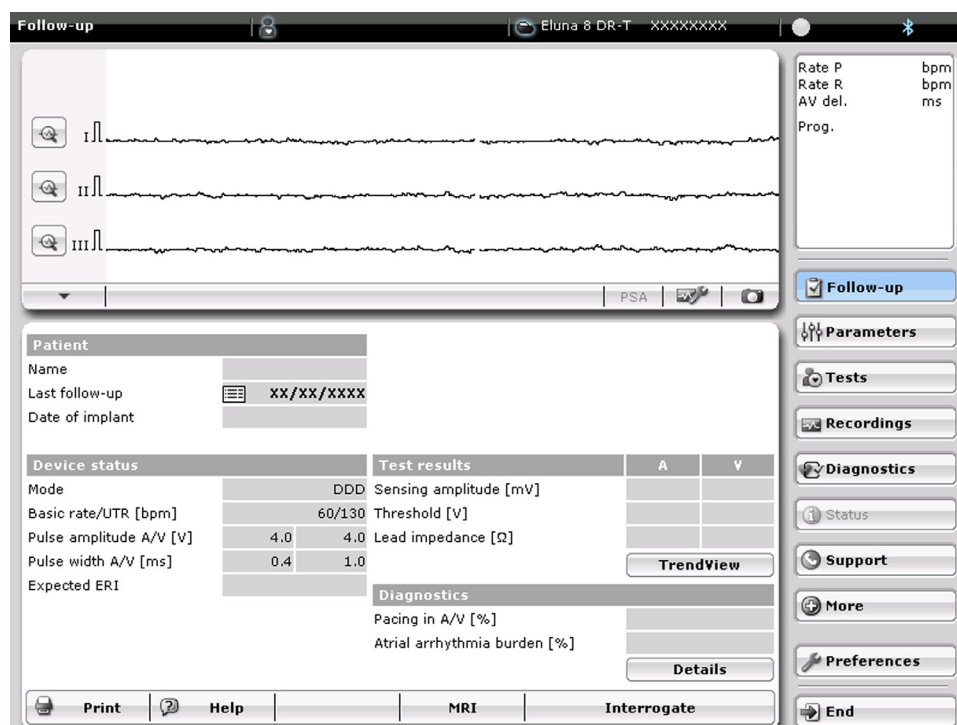 Follow-up Eluna 8 DR-T XXXXXXXX
Rate P bpm
Rate R bpm
AV del. ms
Prog.
I
II
III
PSA
Follow-up
Parameters
Tests
Recordings
Diagnostics
Status
Support
More
Preferences
End
Patient
Name
Last follow-up XX/XX/XXXX
Date of implant
Device status
Mode DDD
Basic rate/UTR [bpm] 60/130
Pulse amplitude A/V [V] 4.0 4.0
Pulse width A/V [ms] 0.4 1.0
Expected ERI
Test results A V
Sensing amplitude [mV]
Threshold [V]
Lead impedance [Ω]
TrendView
Diagnostics
Pacing in A/V [%]
Atrial arrhythmia burden [%]
Details
Print Help MRI Interrogate